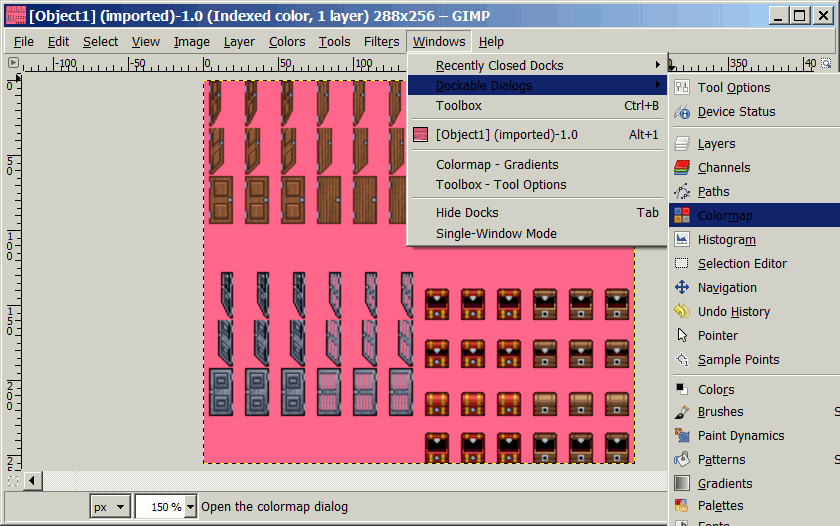 [Object1] (imported)-1.0 (Indexed color, 1 layer) 288x256 – GIMP
File Edit Select View Image Layer Colors Tools Filters Windows Help
-100 -50 0 50 100 350 40
0
50
100
150
200
Recently Closed Docks
Dockable Dialogs
Toolbox Ctrl+B
[Object1] (imported)-1.0 Alt+1
Colormap - Gradients
Toolbox - Tool Options
Hide Docks Tab
Single-Window Mode
Tool Options
Device Status
Layers
Channels
Paths
Colormap
Histogram
Selection Editor
Navigation
Undo History
Pointer
Sample Points
Colors
Brushes
Paint Dynamics
Patterns
Gradients
Palettes
px 150 % Open the colormap dialog